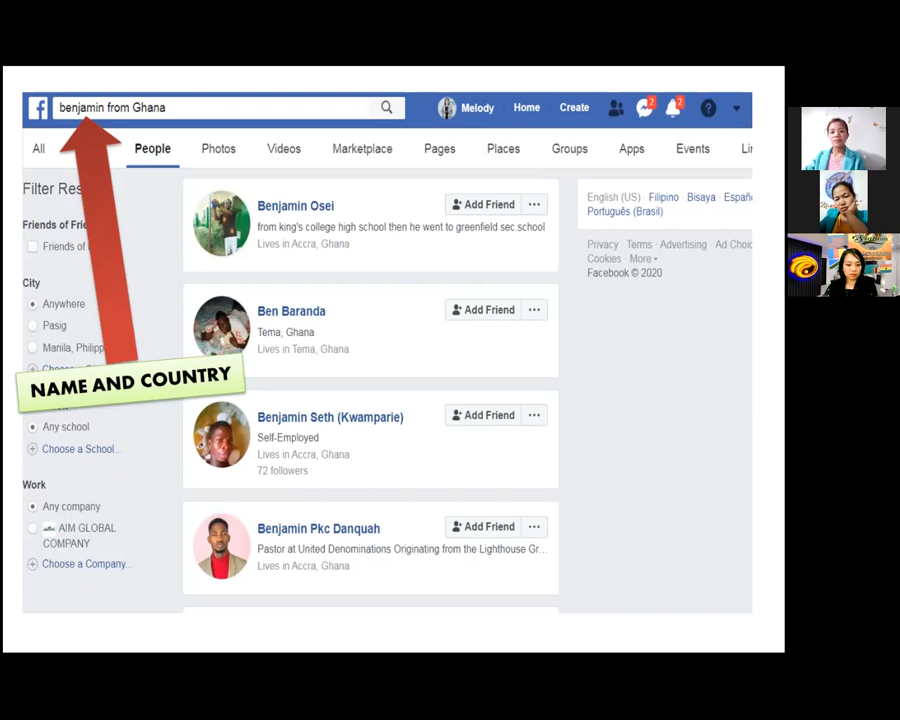 benjamin from Ghana
Melody
Home
Create
2
2
All
People
Photos
Videos
Marketplace
Pages
Places
Groups
Apps
Events
Filter Res
Friends of Frie
Friends of
City
Anywhere
Pasig
Manila, Philipp
NAME AND COUNTRY
Any school
Choose a School...
Work
Any company
AIM GLOBAL
COMPANY
Choose a Company...
Benjamin Osei
Add Friend
from king's college high school then he went to greenfield sec.school
Lives in Accra, Ghana
Ben Baranda
Add Friend
Tema, Ghana
Lives in Tema, Ghana
Benjamin Seth (Kwamparie)
Add Friend
Self-Employed
Lives in Accra, Ghana
72 followers
Benjamin Pkc Danquah
Add Friend
Pastor at United Denominations Originating from the Lighthouse Gr...
Lives in Accra, Ghana
English (US) · Filipino · Bisaya · Españo
Português (Brasil)
Privacy · Terms · Advertising · Ad Choic
Cookies · More
Facebook © 2020